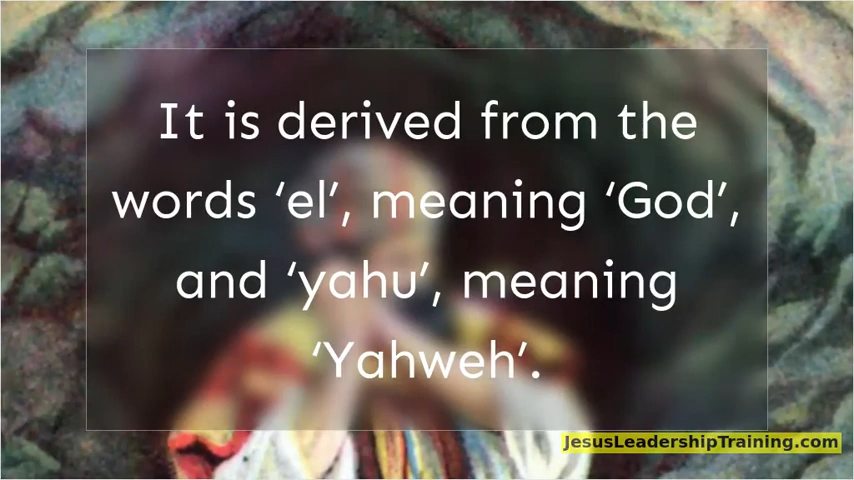 It is derived from the
words ‘el’, meaning ‘God’,
and ‘yahu’, meaning
‘Yahweh’.
JesusLeadershipTraining.com